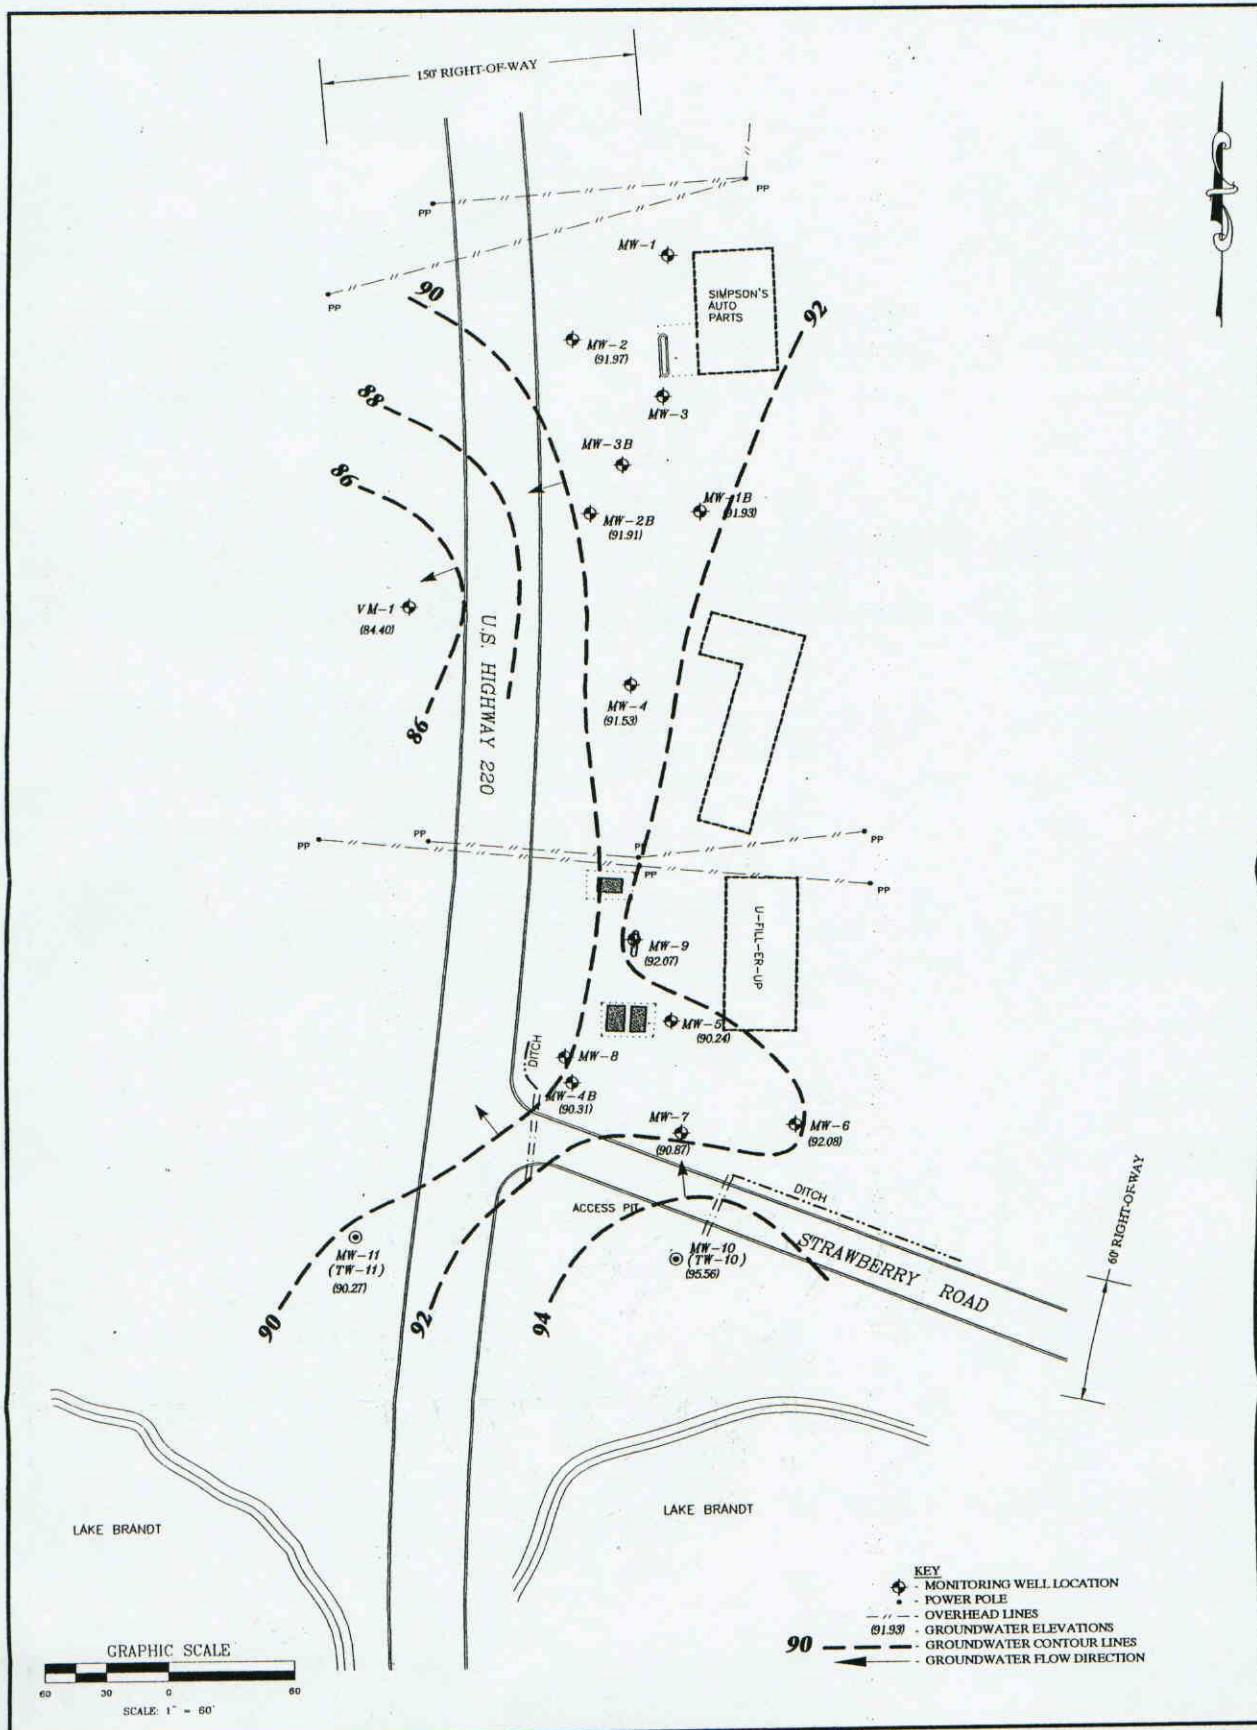 150' RIGHT-OF-WAY
PP
PP
PP
MW-1
SIMPSON'S
AUTO
PARTS
90
92
MW-2
(91.97)
88
MW-3
MW-3B
86
MW-1B
(91.93)
MW-2B
(91.91)
VM-1
(84.40)
U.S. HIGHWAY 220
MW-4
(91.53)
86
PP
PP
PP
PP
PP
PP
U-FILL-ER-UP
MW-9
(92.07)
MW-5
(90.24)
DITCH
MW-8
MW-4B
(90.31)
MW-7
(90.87)
MW-6
(92.08)
DITCH
60' RIGHT-OF-WAY
ACCESS PIT
MW-11
(TW-11)
(90.27)
MW-10
(TW-10)
(95.56)
STRAWBERRY ROAD
90
92
94
LAKE BRANDT
LAKE BRANDT
KEY
- MONITORING WELL LOCATION
- POWER POLE
- OVERHEAD LINES
(91.93) - GROUNDWATER ELEVATIONS
90 - GROUNDWATER CONTOUR LINES
- GROUNDWATER FLOW DIRECTION
GRAPHIC SCALE
60 30 0 60
SCALE: 1" = 60'